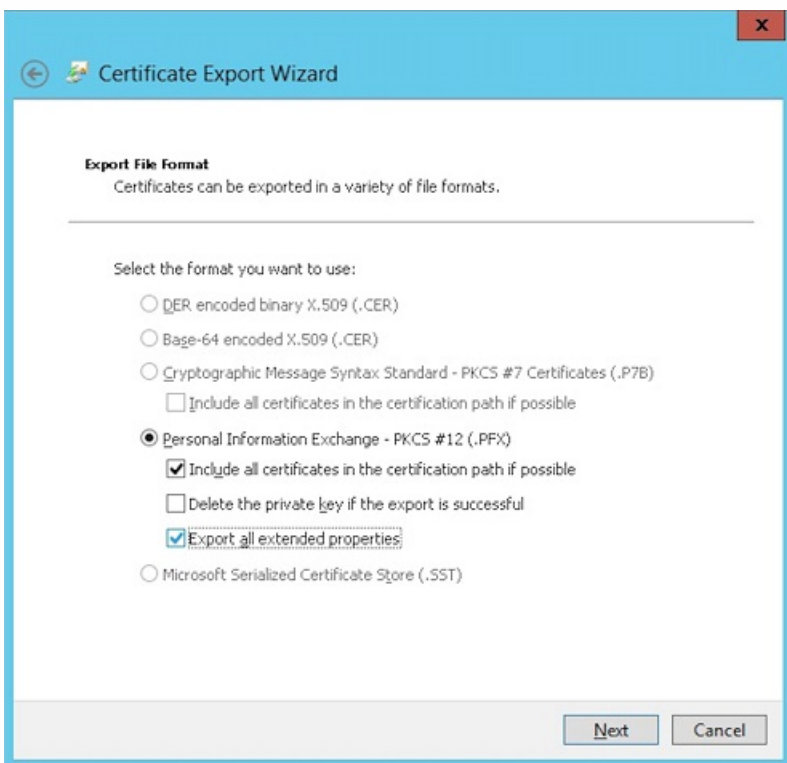 x
Certificate Export Wizard
Export File Format
Certificates can be exported in a variety of file formats.
Select the format you want to use:
DER encoded binary X.509 (.CER)
Base-64 encoded X.509 (.CER)
Cryptographic Message Syntax Standard - PKCS #7 Certificates (.P7B)
Include all certificates in the certification path if possible
Personal Information Exchange - PKCS #12 (.PFX)
Include all certificates in the certification path if possible
Delete the private key if the export is successful
Export all extended properties
Microsoft Serialized Certificate Store (.SST)
Next Cancel